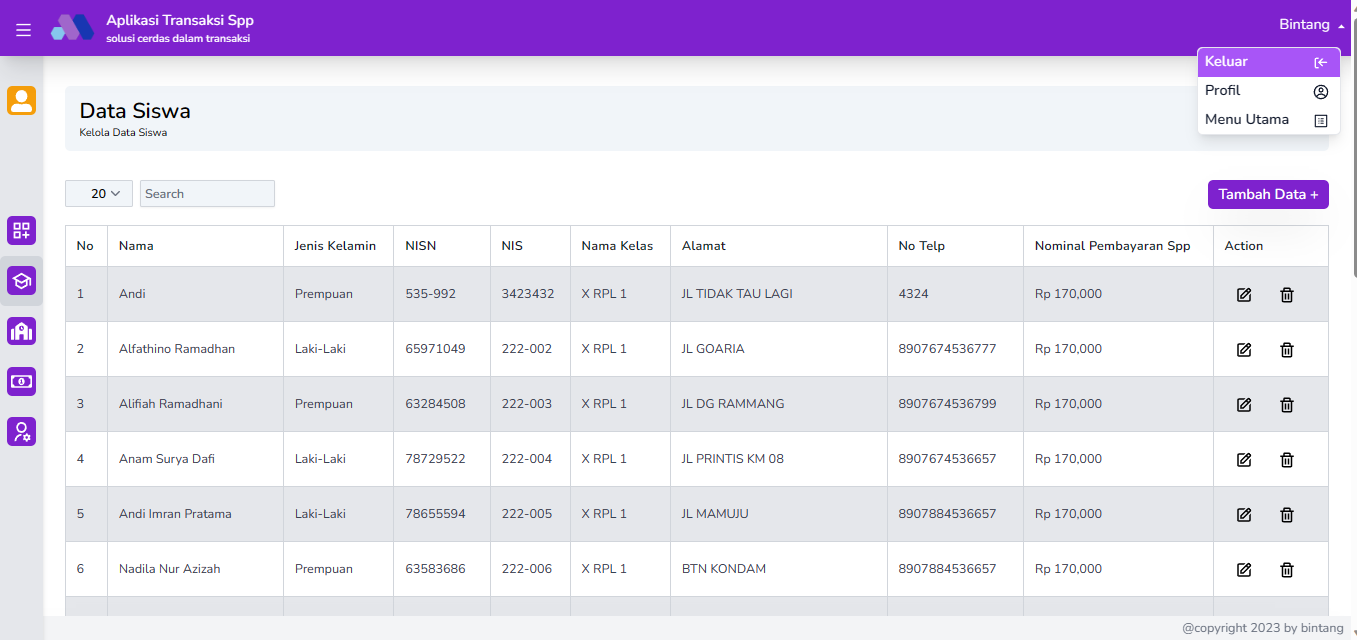 Aplikasi Transaksi Spp
solusi cerdas dalam transaksi
Bintang
Keluar
Profil
Menu Utama
Data Siswa
Kelola Data Siswa
20
Search
Tambah Data +
No Nama Jenis Kelamin NISN NIS Nama Kelas Alamat No Telp Nominal Pembayaran Spp Action
1 Andi Prempuan 535-992 3423432 X RPL 1 JL TIDAK TAU LAGI 4324 Rp 170,000
2 Alfathino Ramadhan Laki-Laki 65971049 222-002 X RPL 1 JL GOARIA 8907674536777 Rp 170,000
3 Alifiah Ramadhani Prempuan 63284508 222-003 X RPL 1 JL DG RAMMANG 8907674536799 Rp 170,000
4 Anam Surya Dafi Laki-Laki 78729522 222-004 X RPL 1 JL PRINTIS KM 08 8907674536657 Rp 170,000
5 Andi Imran Pratama Laki-Laki 78655594 222-005 X RPL 1 JL MAMUJU 8907884536657 Rp 170,000
6 Nadila Nur Azizah Prempuan 63583686 222-006 X RPL 1 BTN KONDAM 8907884536657 Rp 170,000
@copyright 2023 by bintang